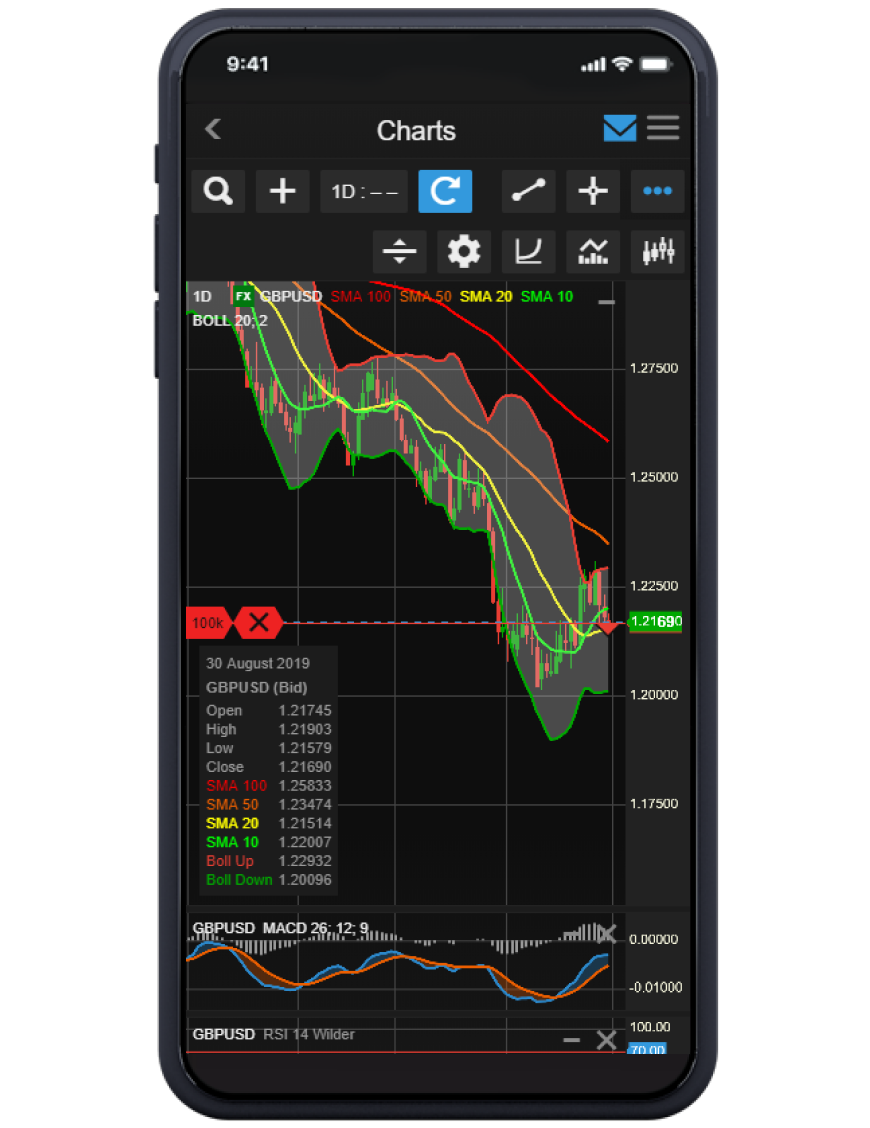 9:41
Charts
1D : – –
1D FX GBPUSD SMA 100 SMA 50 SMA 20 SMA 10
BOLL 20; 2
1.27500
1.25000
1.22500
100k
1.21690
30 August 2019
GBPUSD (Bid)
Open 1.21745
High 1.21903
Low 1.21579
Close 1.21690
SMA 100 1.25833
SMA 50 1.23474
SMA 20 1.21514
SMA 10 1.22007
Boll Up 1.22932
Boll Down 1.20096
1.20000
1.17500
GBPUSD MACD 26; 12; 9
0.00000
-0.01000
GBPUSD RSI 14 Wilder
100.00
70.00